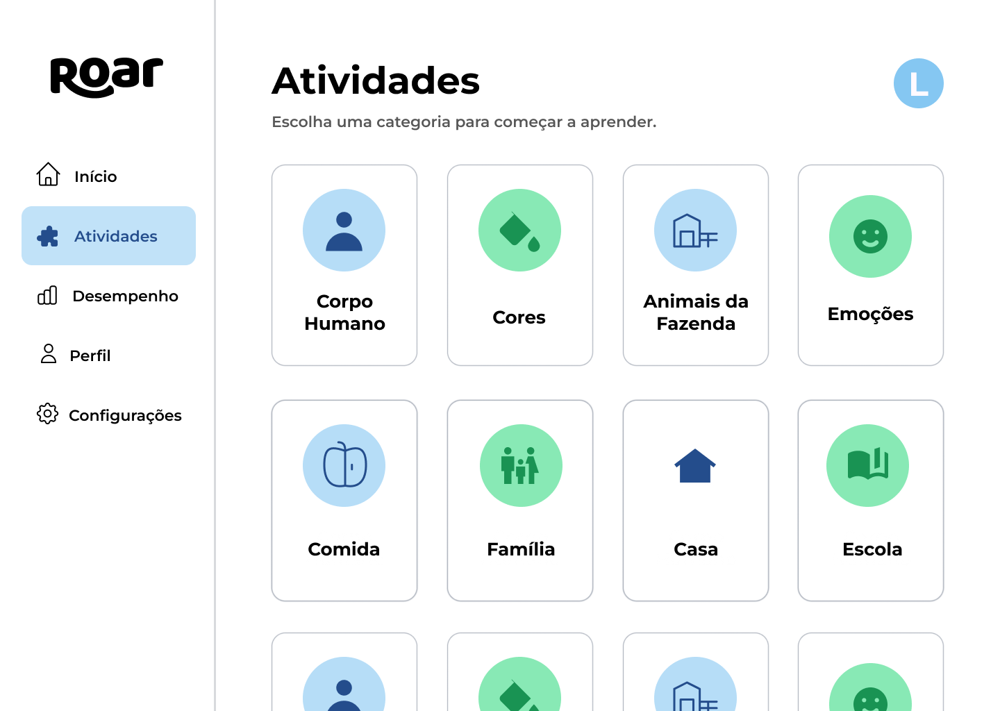 Roar
Início
Atividades
Desempenho
Perfil
Configurações
Atividades
Escolha uma categoria para começar a aprender.
L
Corpo
Humano
Cores
Animais da
Fazenda
Emoções
Comida
Família
Casa
Escola